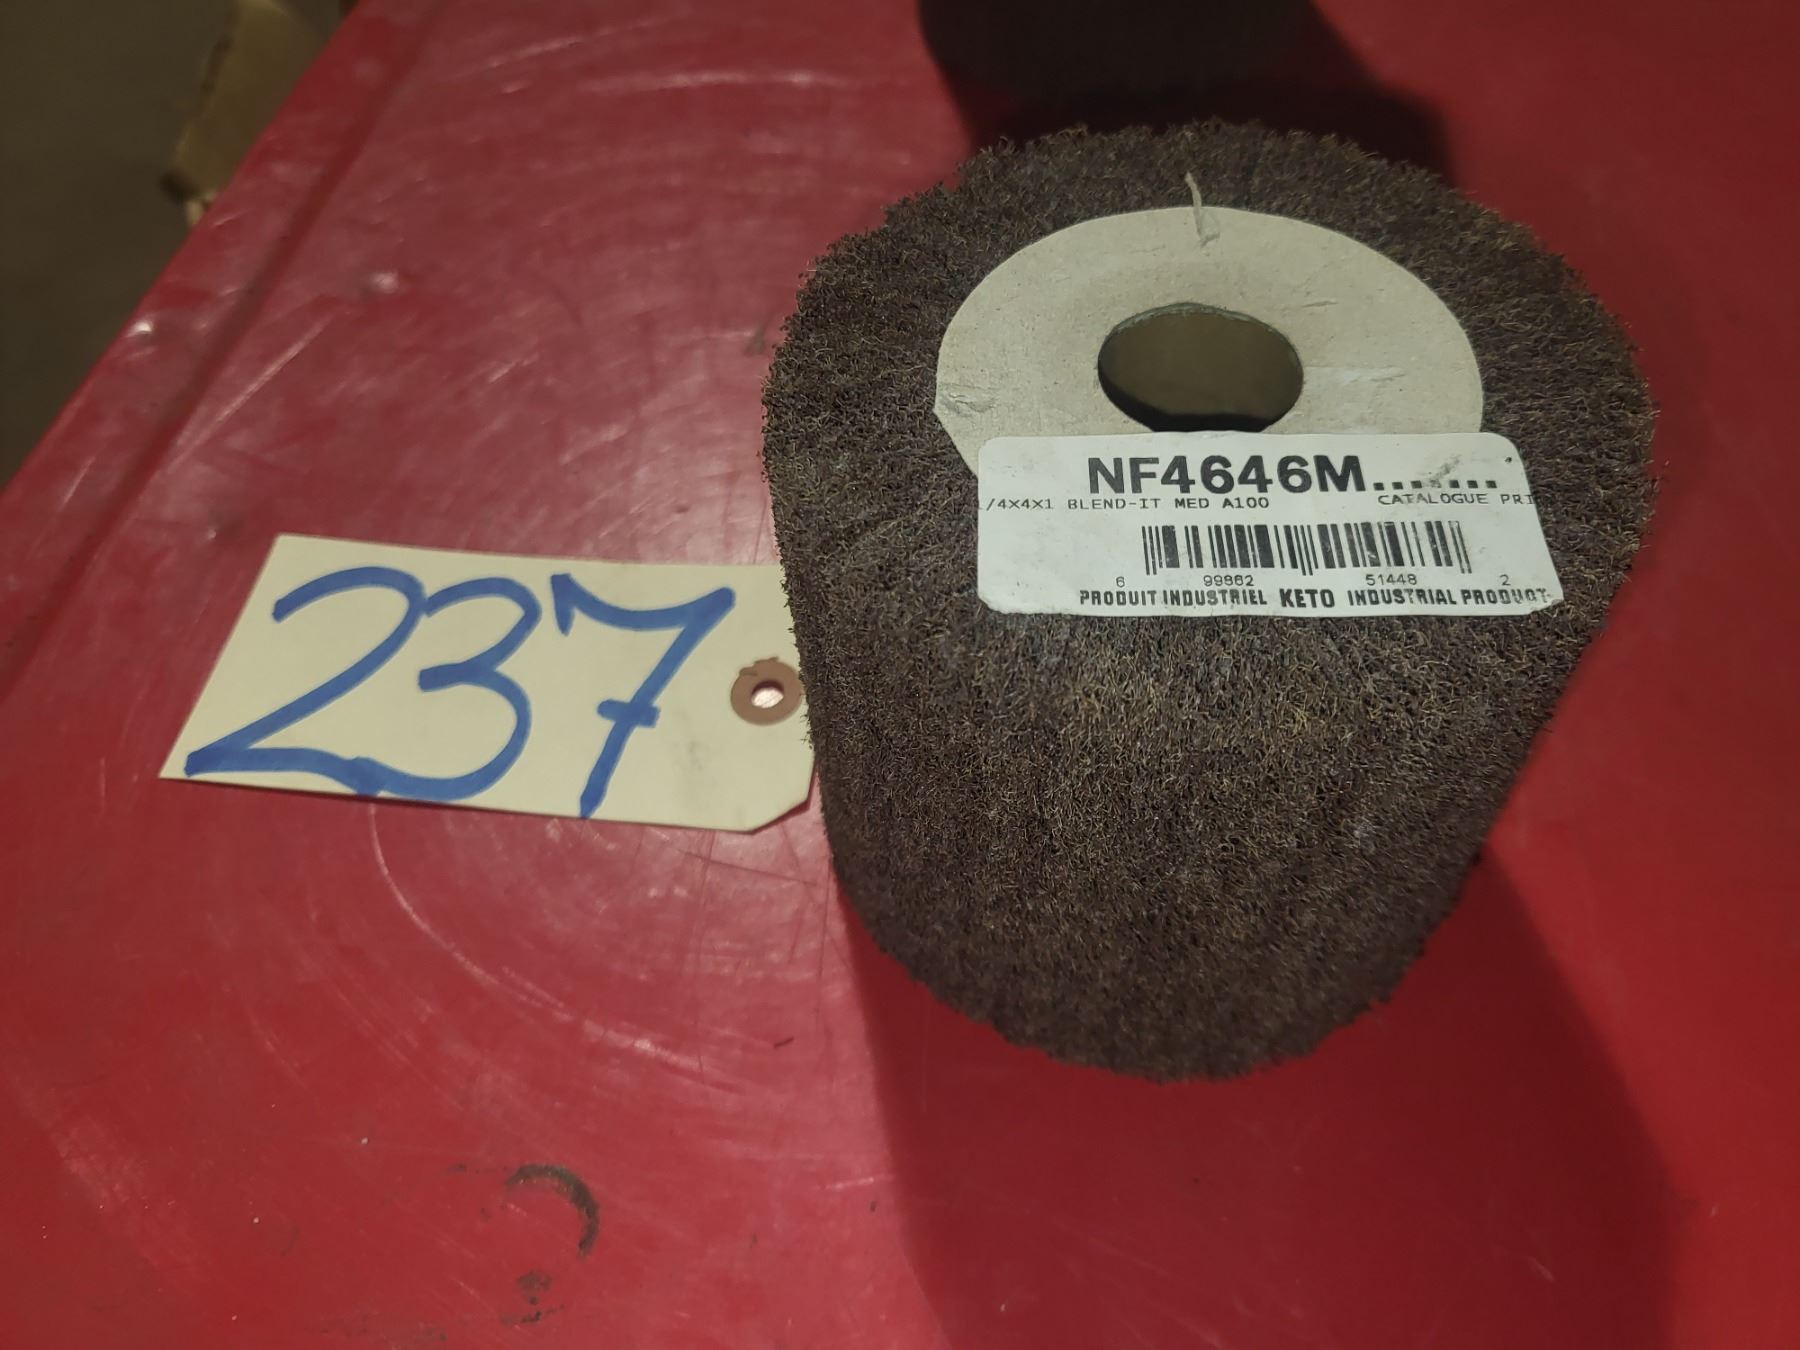 NF4646M.......
/4X4X1 BLEND-IT MED A100 CATALOGUE PRI
6 99862 51448 2
PRODUIT INDUSTRIEL KETO INDUSTRIAL PRODUCT
237